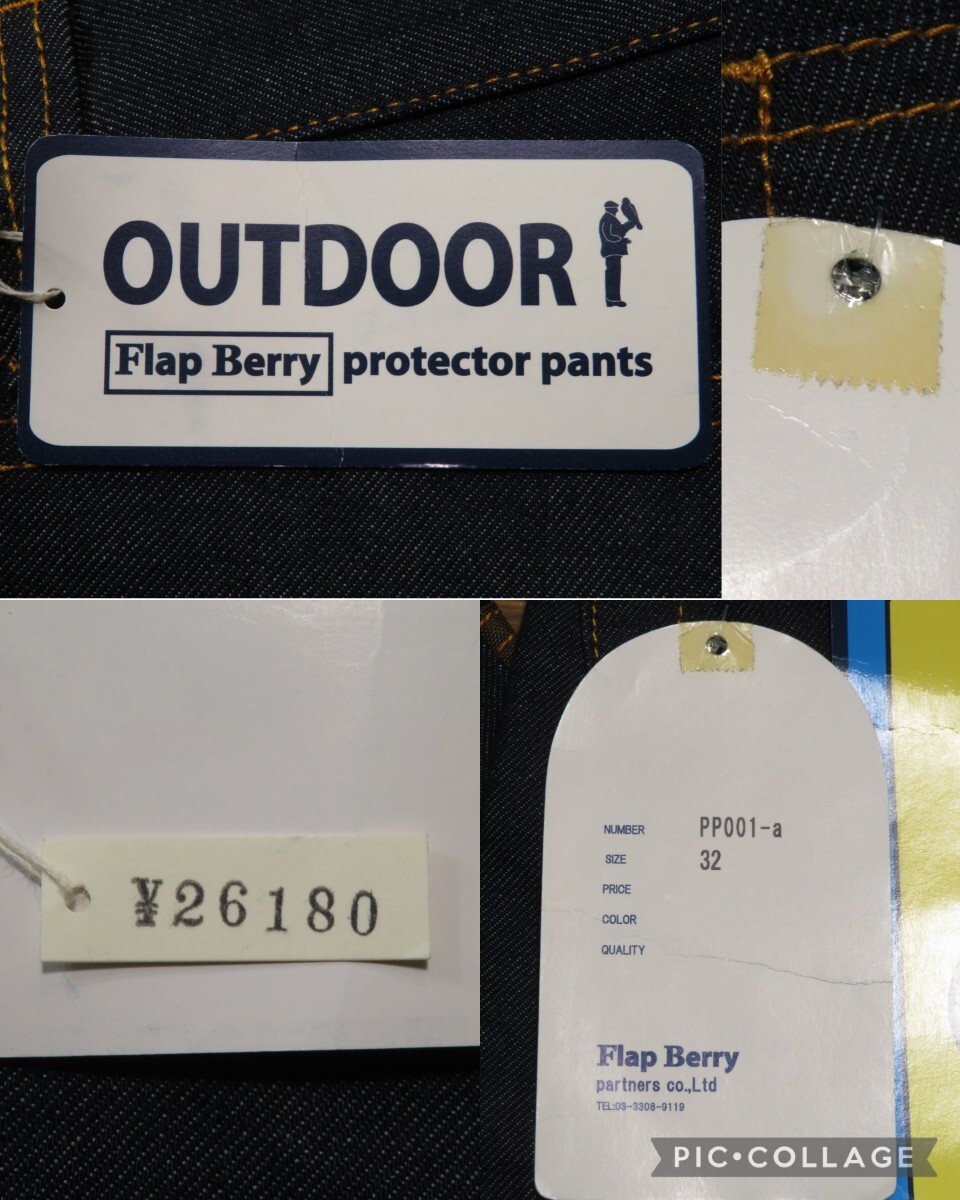 OUTDOOR
Flap Berry protector pants
¥26180
NUMBER PP001-a
SIZE 32
PRICE
COLOR
QUALITY
Flap Berry
partners co.,Ltd
TEL:03-3308-9119
PIC•COLLAGE